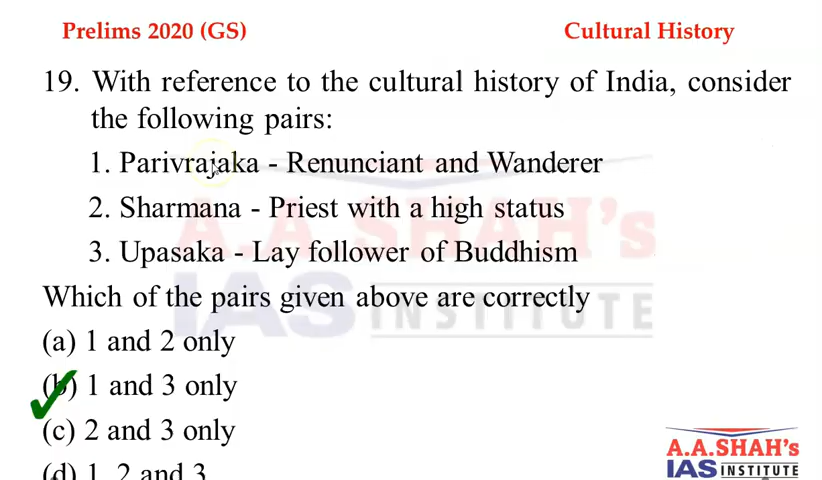 Prelims 2020 (GS) Cultural History
19. With reference to the cultural history of India, consider
the following pairs:
1. Parivrajaka - Renunciant and Wanderer
2. Sharmana - Priest with a high status
3. Upasaka - Lay follower of Buddhism
Which of the pairs given above are correctly
(a) 1 and 2 only
(b) 1 and 3 only
(c) 2 and 3 only
(d) 1, 2 and 3
A.A.SHAH's
IAS INSTITUTE
A.A.SHAH's
IAS INSTITUTE